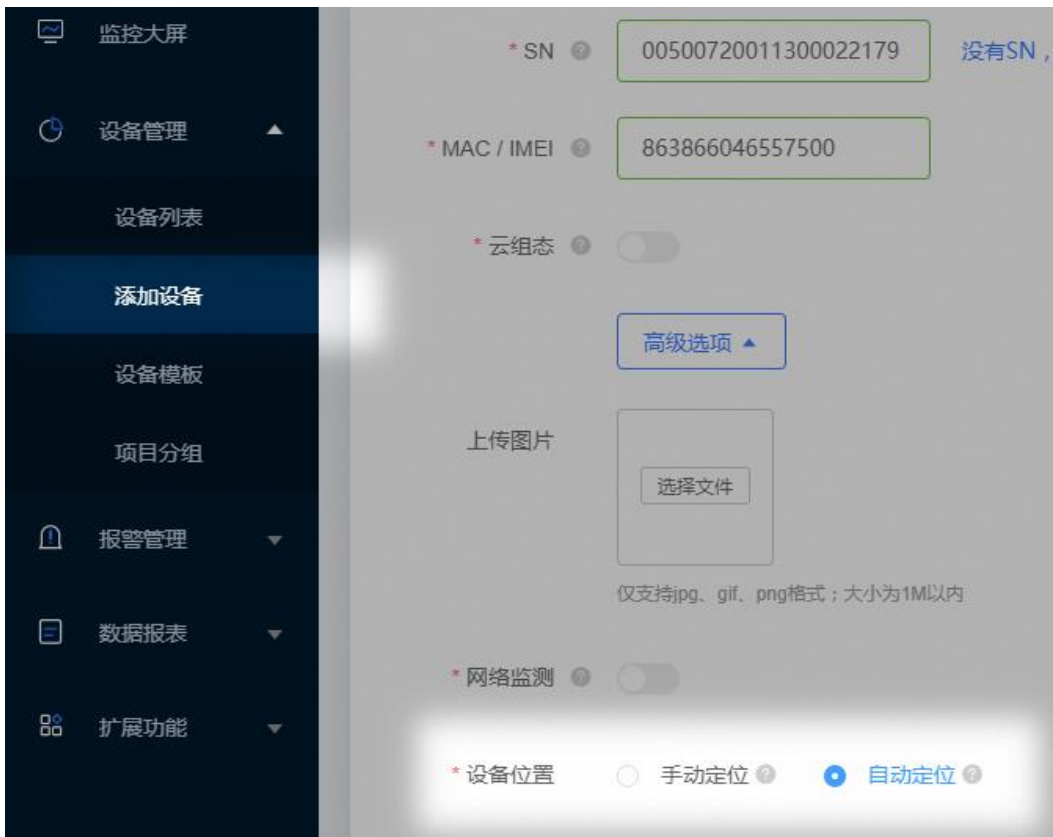 监控大屏
设备管理
设备列表
添加设备
设备模板
项目分组
报警管理
数据报表
扩展功能
* SN 00500720011300022179 没有SN，
* MAC / IMEI 863866046557500
* 云组态
高级选项
上传图片
选择文件
仅支持jpg、gif、png格式；大小为1M以内
* 网络监测
* 设备位置 手动定位 自动定位